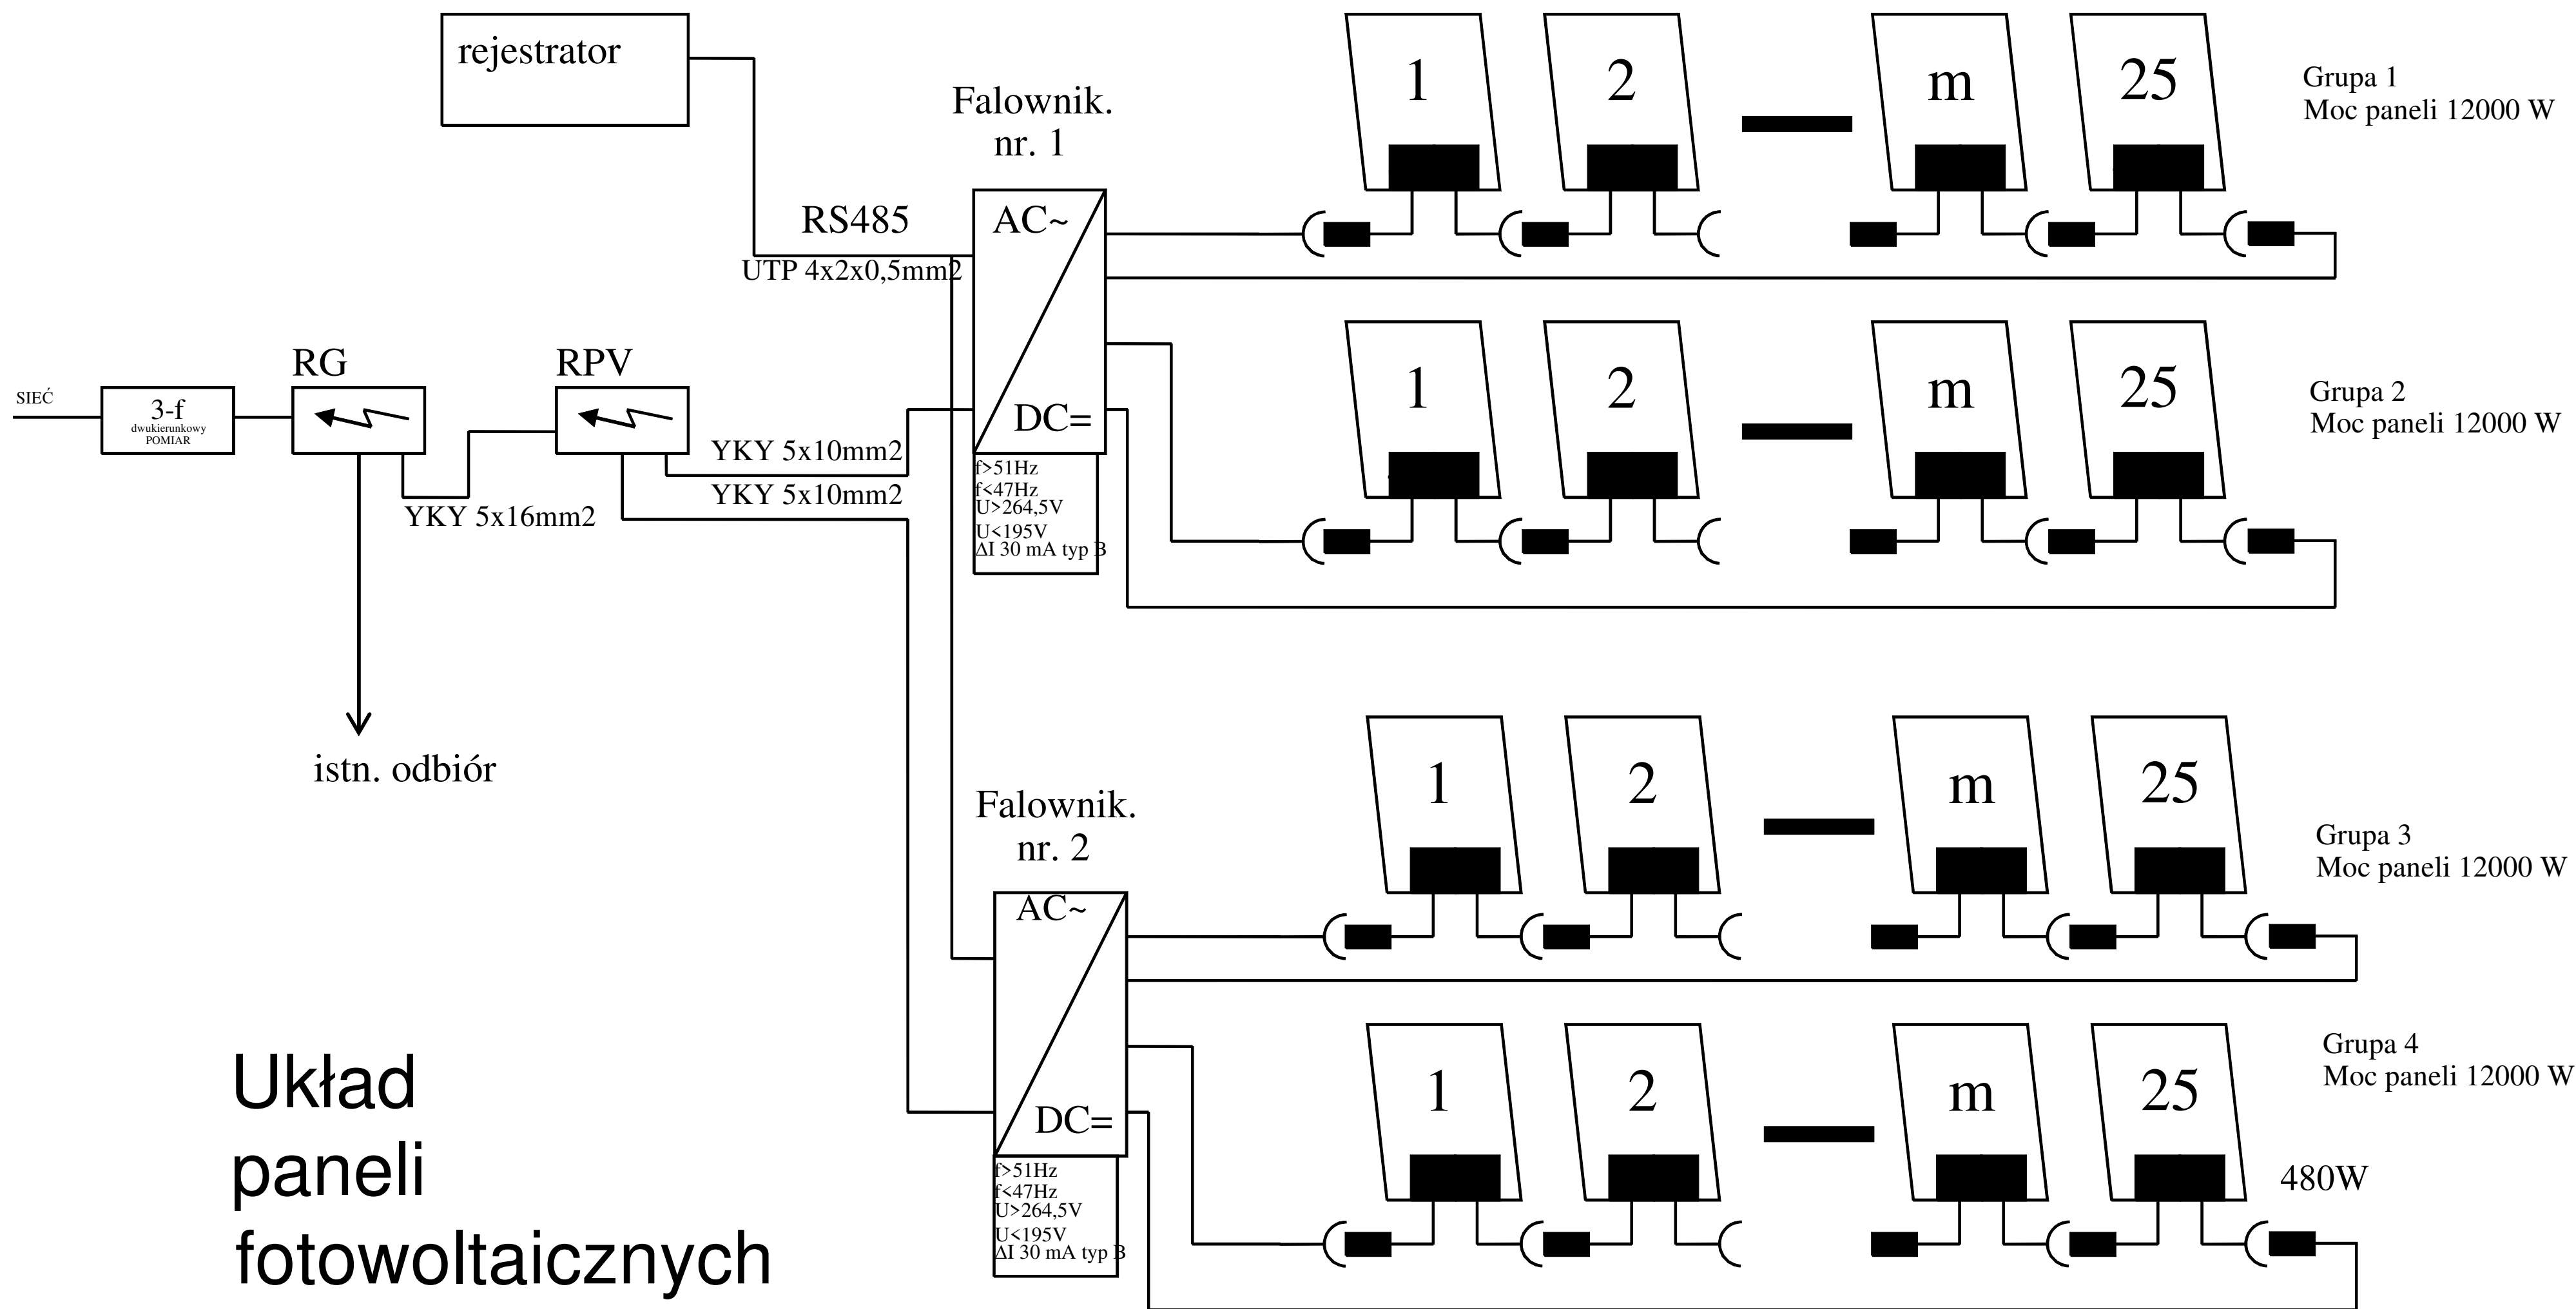 rejestrator
Falownik.
nr. 1
1
2
m
25
Grupa 1
Moc paneli 12000 W
RS485
UTP 4x2x0,5mm2
AC~
DC=
f>51Hz
f<47Hz
U>264,5V
U<195V
ΔI 30 mA typ B
1
2
m
25
Grupa 2
Moc paneli 12000 W
SIEĆ
3-f
dwukierunkowy
POMIAR
RG
RPV
YKY 5x10mm2
YKY 5x10mm2
YKY 5x16mm2
istn. odbiór
Falownik.
nr. 2
AC~
DC=
f>51Hz
f<47Hz
U>264,5V
U<195V
ΔI 30 mA typ B
1
2
m
25
Grupa 3
Moc paneli 12000 W
1
2
m
25
Grupa 4
Moc paneli 12000 W
480W
Układ
paneli
fotowoltaicznych